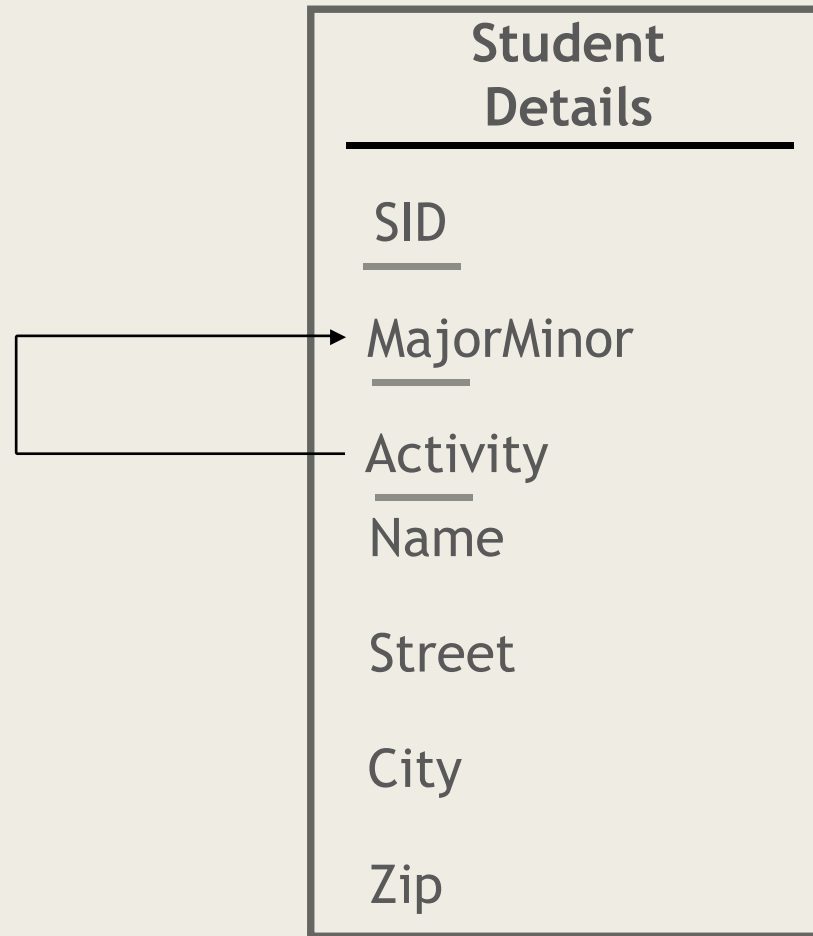 Student
Details
SID
MajorMinor
Activity
Name
Street
City
Zip